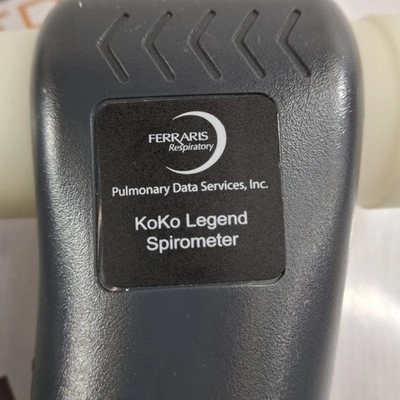 FERRARIS
Respiratory
Pulmonary Data Services, Inc.
KoKo Legend
Spirometer